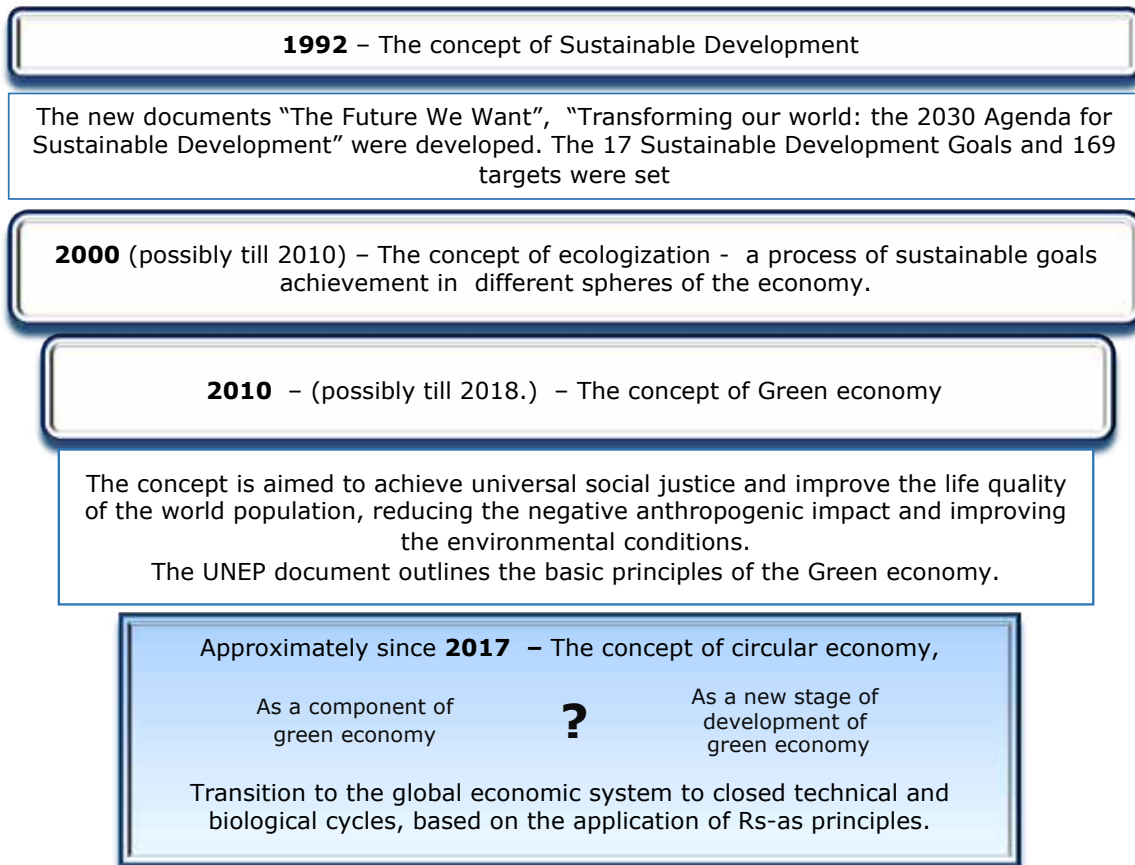 1992 – The concept of Sustainable Development
The new documents “The Future We Want”, “Transforming our world: the 2030 Agenda for
Sustainable Development” were developed. The 17 Sustainable Development Goals and 169
targets were set
2000 (possibly till 2010) – The concept of ecologization - a process of sustainable goals
achievement in different spheres of the economy.
2010 – (possibly till 2018.) – The concept of Green economy
The concept is aimed to achieve universal social justice and improve the life quality
of the world population, reducing the negative anthropogenic impact and improving
the environmental conditions.
The UNEP document outlines the basic principles of the Green economy.
Approximately since 2017 – The concept of circular economy,
As a component of
green economy
?
As a new stage of
development of
green economy
Transition to the global economic system to closed technical and
biological cycles, based on the application of Rs-as principles.